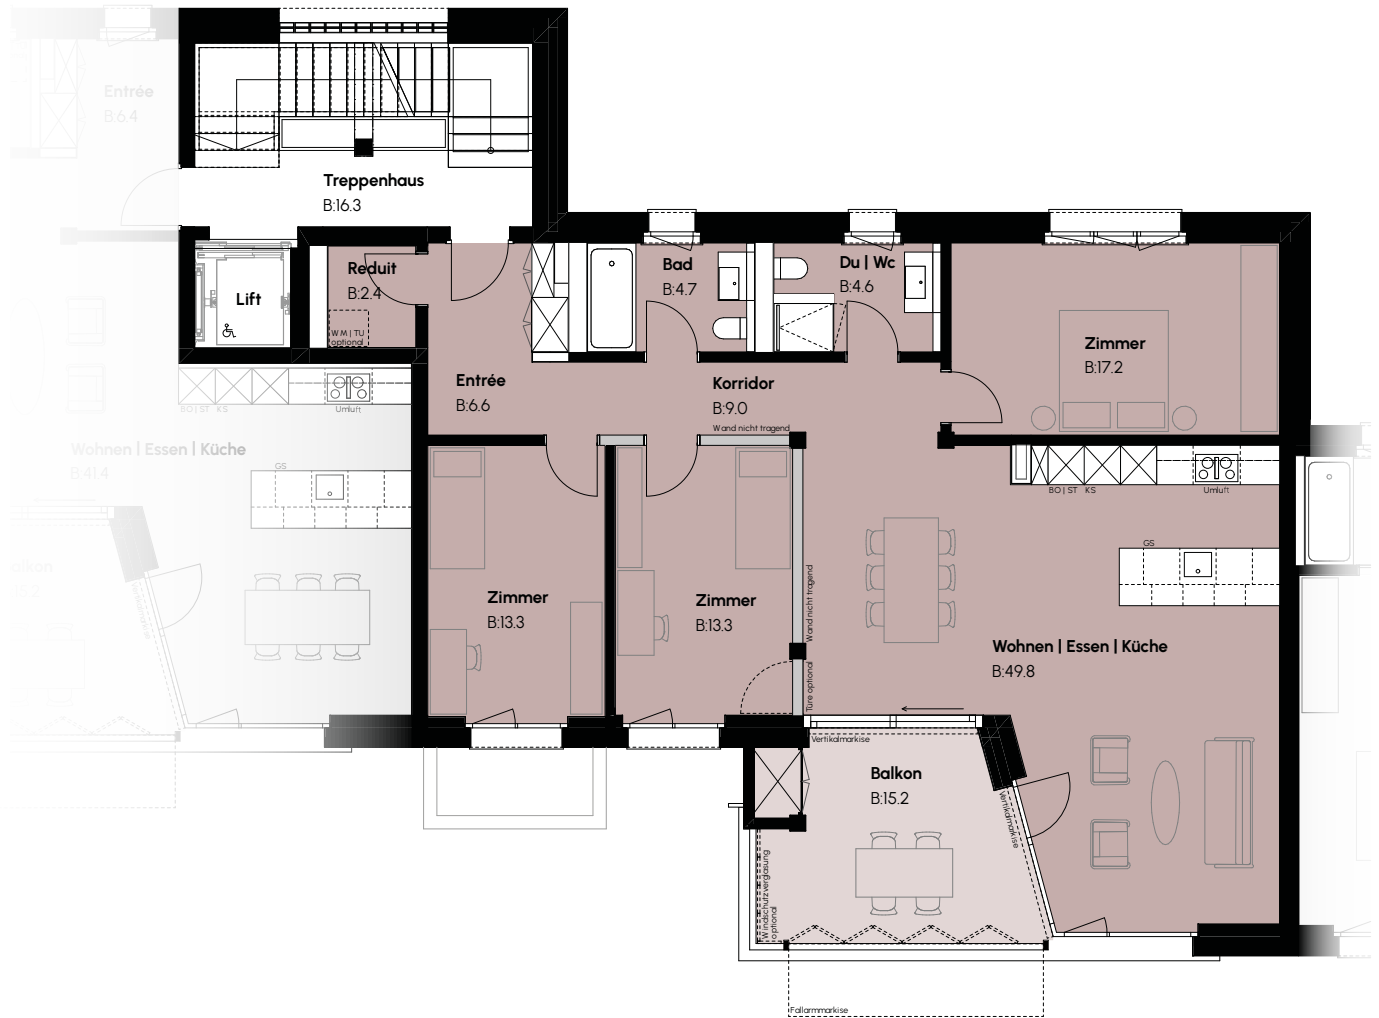 Entrée
B:6.4
Treppenhaus
B:16.3
Lift
Reduit
B:2.4
WM | TU
optional
Bad
B:4.7
Du | Wc
B:4.6
Zimmer
B:17.2
Entrée
B:6.6
Korridor
B:9.0
Wand nicht tragend
BO | ST KS
Umluft
Wohnen | Essen | Küche
B:41.4
GS
BO | ST KS
Umluft
GS
Zimmer
B:13.3
Zimmer
B:13.3
Wand nicht tragend
Türe optional
Wohnen | Essen | Küche
B:49.8
Vertikalmarkise
Vertikalmarkise
Balkon
B:15.2
Vertikalmarkise
Windschutzverglasung
optional
Fallarmmarkise